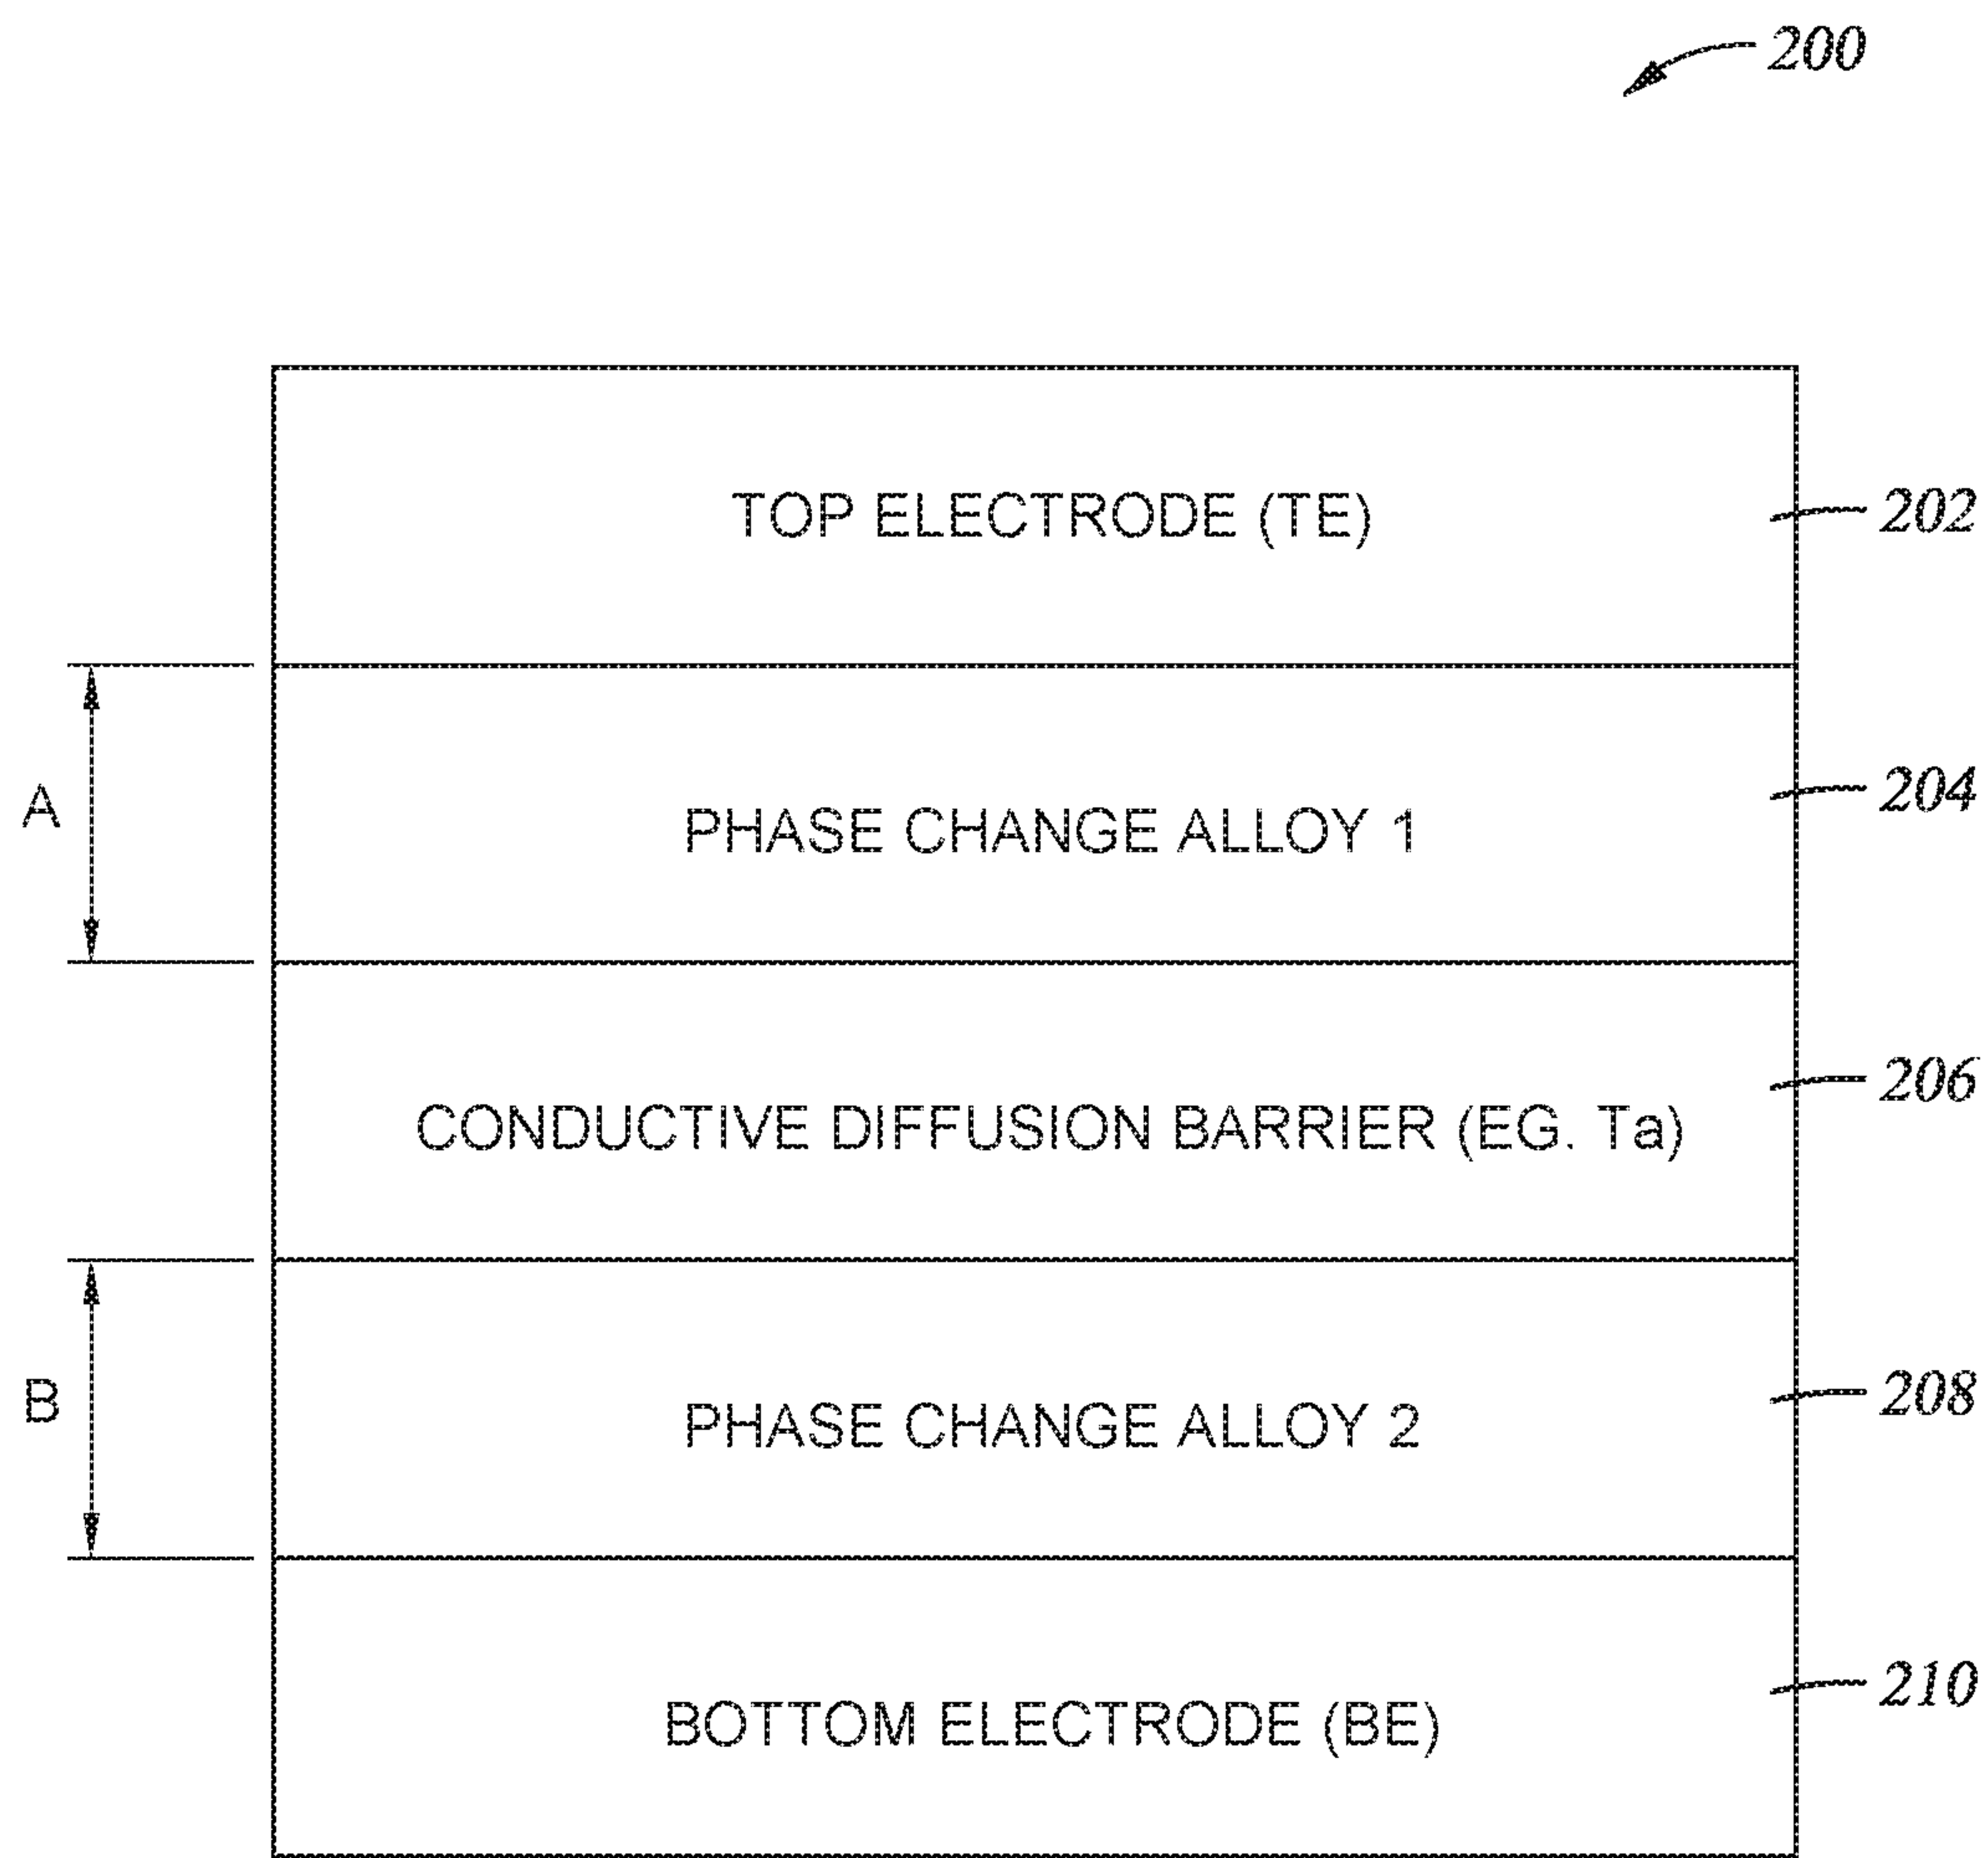 200
TOP ELECTRODE (TE)
202
A
PHASE CHANGE ALLOY 1
204
CONDUCTIVE DIFFUSION BARRIER (EG. Ta)
206
B
PHASE CHANGE ALLOY 2
208
BOTTOM ELECTRODE (BE)
210